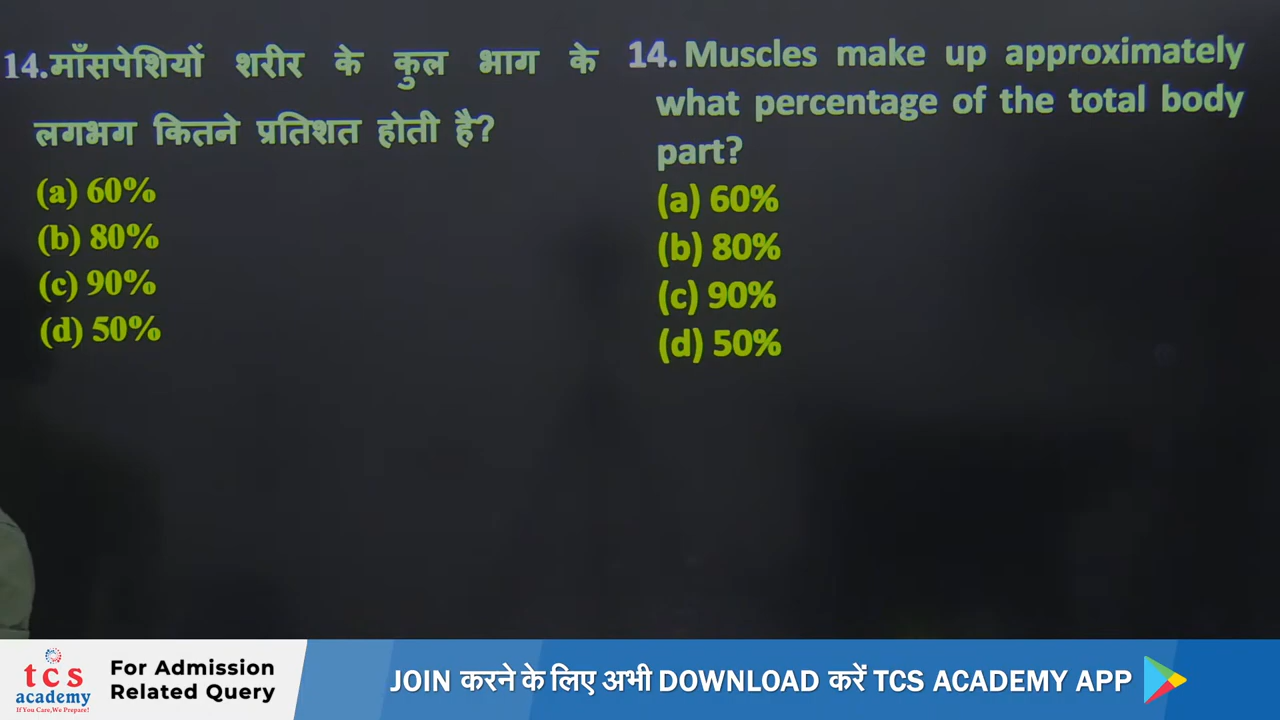 14.माँसपेशियों शरीर के कुल भाग के
लगभग कितने प्रतिशत होती है?
(a) 60%
(b) 80%
(c) 90%
(d) 50%
14. Muscles make up approximately
what percentage of the total body
part?
(a) 60%
(b) 80%
(c) 90%
(d) 50%
tcs
academy
If You Care,We Prepare!
For Admission
Related Query
JOIN करने के लिए अभी DOWNLOAD करें TCS ACADEMY APP